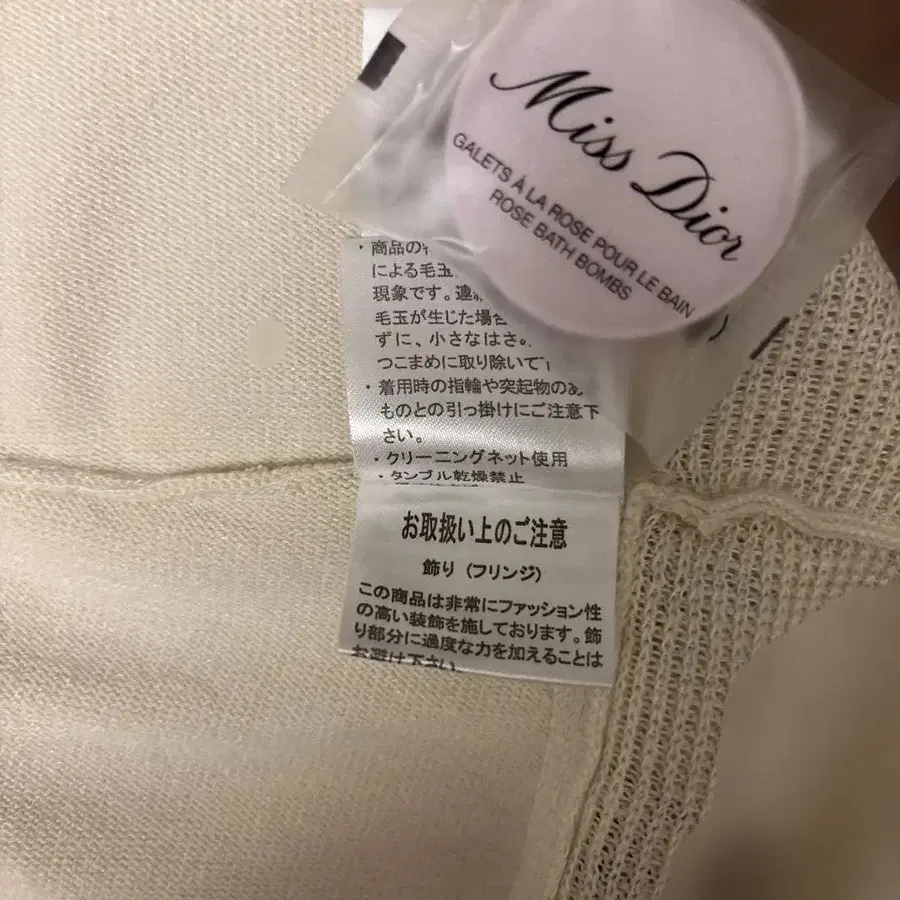 Miss Dior
GALETS À LA ROSE POUR LE BAIN
ROSE BATH BOMBS
・商品の
による毛玉
現象です。
毛玉が生じた場合
ずに、小さなはさ
つこまめに取り除いて
・着用時の指輪や突起物のあ
ものとの引っ掛けにご注意下
さい。
・クリーニングネット使用
・タンブル乾燥禁止
お取扱い上のご注意
飾り（フリンジ）
この商品は非常にファッション性
の高い装飾を施しております。飾
り部分に過度な力を加えることは
お避け下さい。